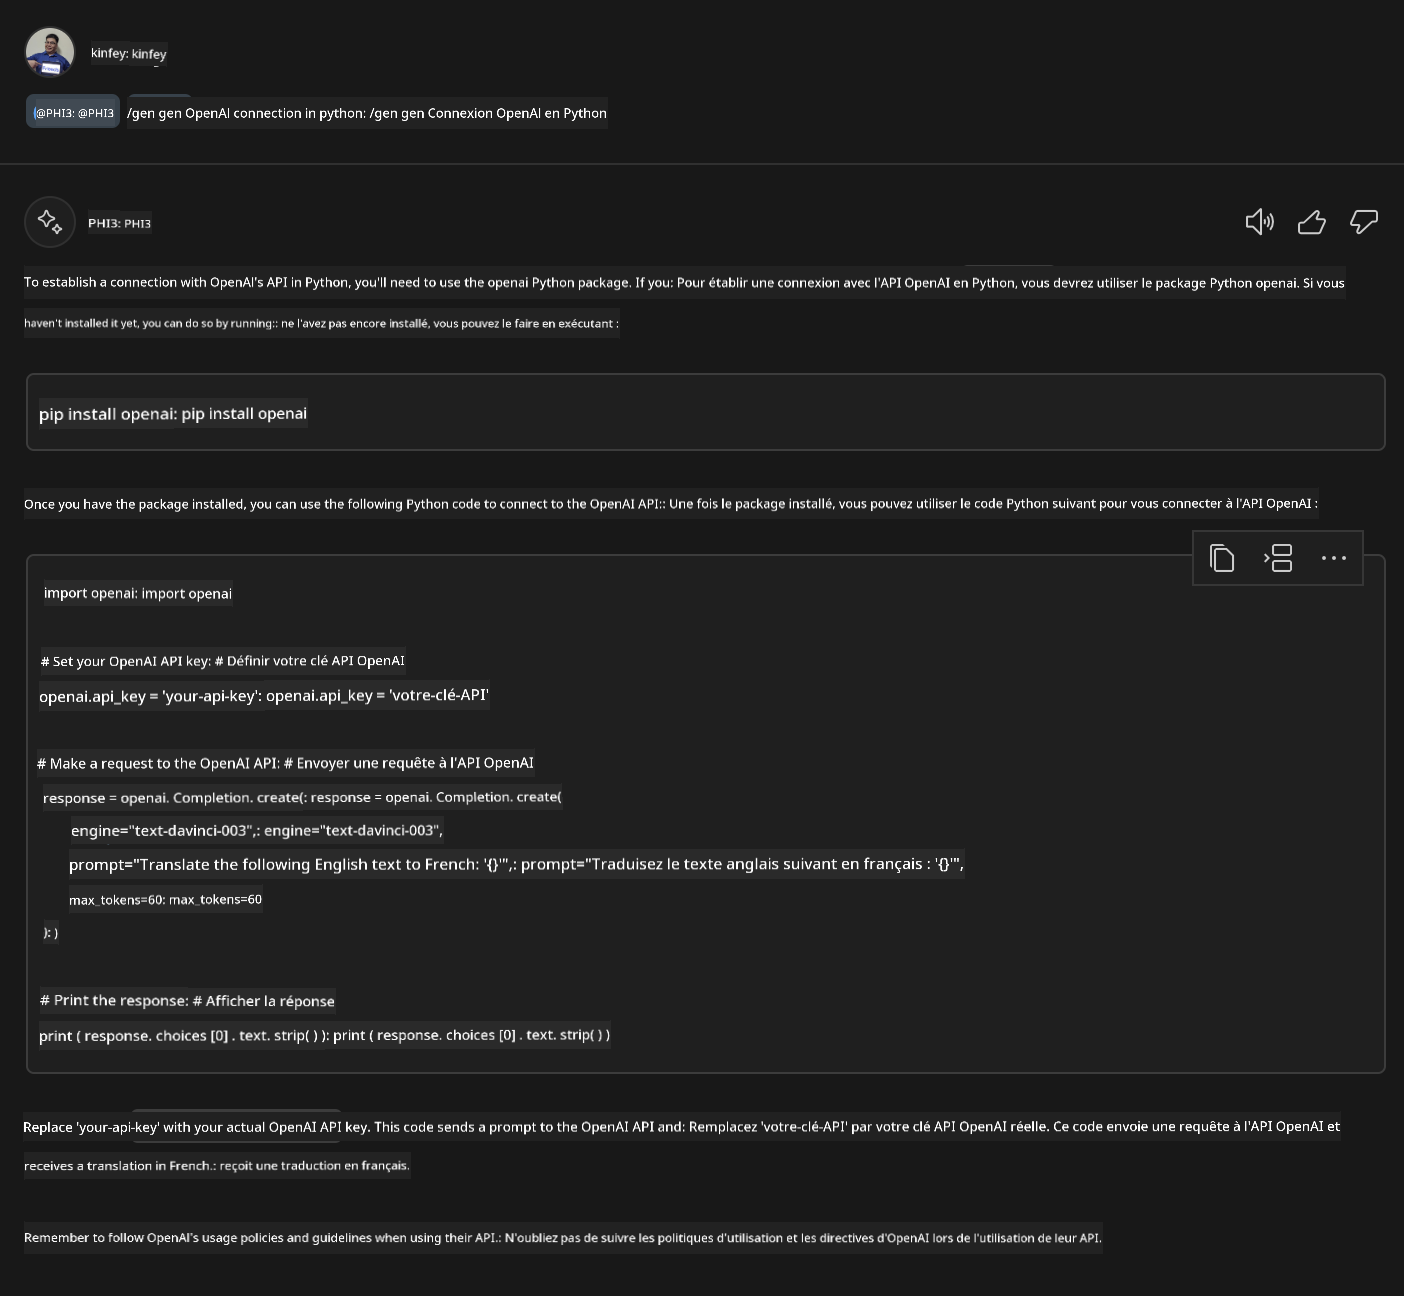 kinfey: kinfey
@PHI3: @PHI3 /gen gen OpenAI connection in python: /gen gen Connexion OpenAI en Python
PHI3: PHI3
To establish a connection with OpenAI's API in Python, you'll need to use the openai Python package. If you: Pour établir une connexion avec l'API OpenAI en Python, vous devrez utiliser le package Python openai. Si vous
haven't installed it yet, you can do so by running:: ne l'avez pas encore installé, vous pouvez le faire en exécutant :
pip install openai: pip install openai
Once you have the package installed, you can use the following Python code to connect to the OpenAI API:: Une fois le package installé, vous pouvez utiliser le code Python suivant pour vous connecter à l'API OpenAI :
import openai: import openai
# Set your OpenAI API key: # Définir votre clé API OpenAI
openai.api_key = 'your-api-key': openai.api_key = 'votre-clé-API'
# Make a request to the OpenAI API: # Envoyer une requête à l'API OpenAI
response = openai. Completion. create(: response = openai. Completion. create(
engine="text-davinci-003",: engine="text-davinci-003",
prompt="Translate the following English text to French: '{}'",: prompt="Traduisez le texte anglais suivant en français : '{}'",
max_tokens=60: max_tokens=60
): )
# Print the response: # Afficher la réponse
print ( response. choices [0] . text. strip( ) ): print ( response. choices [0] . text. strip( ) )
Replace 'your-api-key' with your actual OpenAI API key. This code sends a prompt to the OpenAI API and: Remplacez 'votre-clé-API' par votre clé API OpenAI réelle. Ce code envoie une requête à l'API OpenAI et
receives a translation in French.: reçoit une traduction en français.
Remember to follow OpenAI's usage policies and guidelines when using their API.: N'oubliez pas de suivre les politiques d'utilisation et les directives d'OpenAI lors de l'utilisation de leur API.